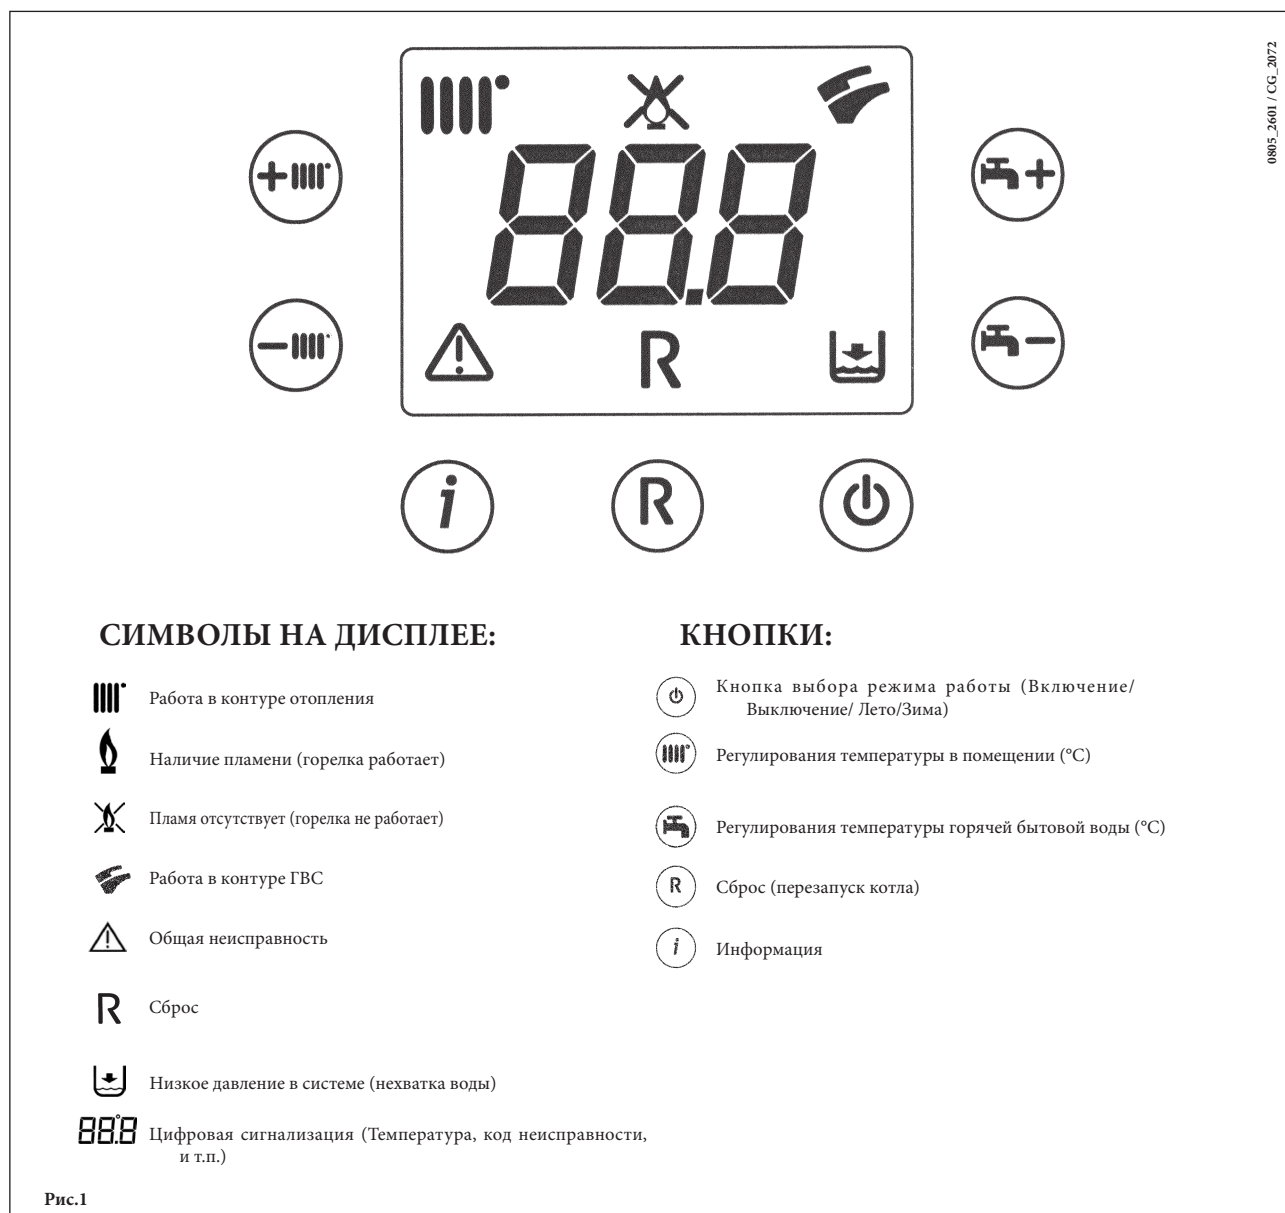 0805_2601 / CG_2072
88.8
R
i
R
СИМВОЛЫ НА ДИСПЛЕЕ:
Работа в контуре отопления
Наличие пламени (горелка работает)
Пламя отсутствует (горелка не работает)
Работа в контуре ГВС
Общая неисправность
R
Сброс
Низкое давление в системе (нехватка воды)
88.8
Цифровая сигнализация (Температура, код неисправности,
и т.п.)
КНОПКИ:
Кнопка выбора режима работы (Включение/
Выключение/ Лето/Зима)
Регулирования температуры в помещении (°C)
Регулирования температуры горячей бытовой воды (°C)
R
Сброс (перезапуск котла)
i
Информация
Рис.1